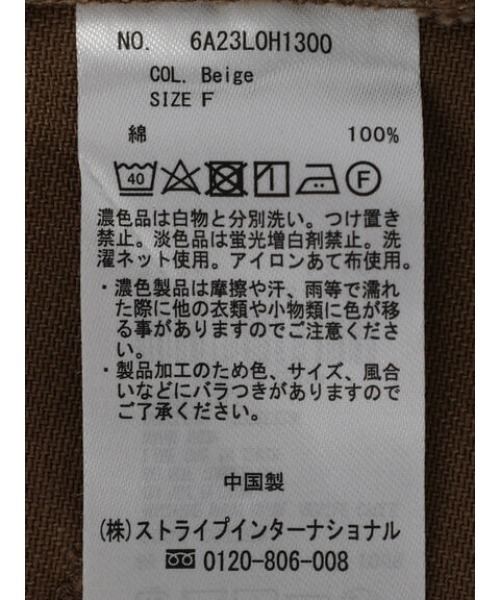 NO. 6A23L0H1300
COL. Beige
SIZE F
綿 100%
40 F
濃色品は白物と分別洗い。つけ置き
禁止。淡色品は蛍光増白剤禁止。洗
濯ネット使用。アイロンあて布使用。
・濃色製品は摩擦や汗、雨等で濡れ
た際に他の衣類や小物類に色が移
る事がありますのでご注意くださ
い。
・製品加工のため色、サイズ、風合
いなどにバラつきがありますので
ご了承ください。
中国製
(株)ストライプインターナショナル
0120-806-008